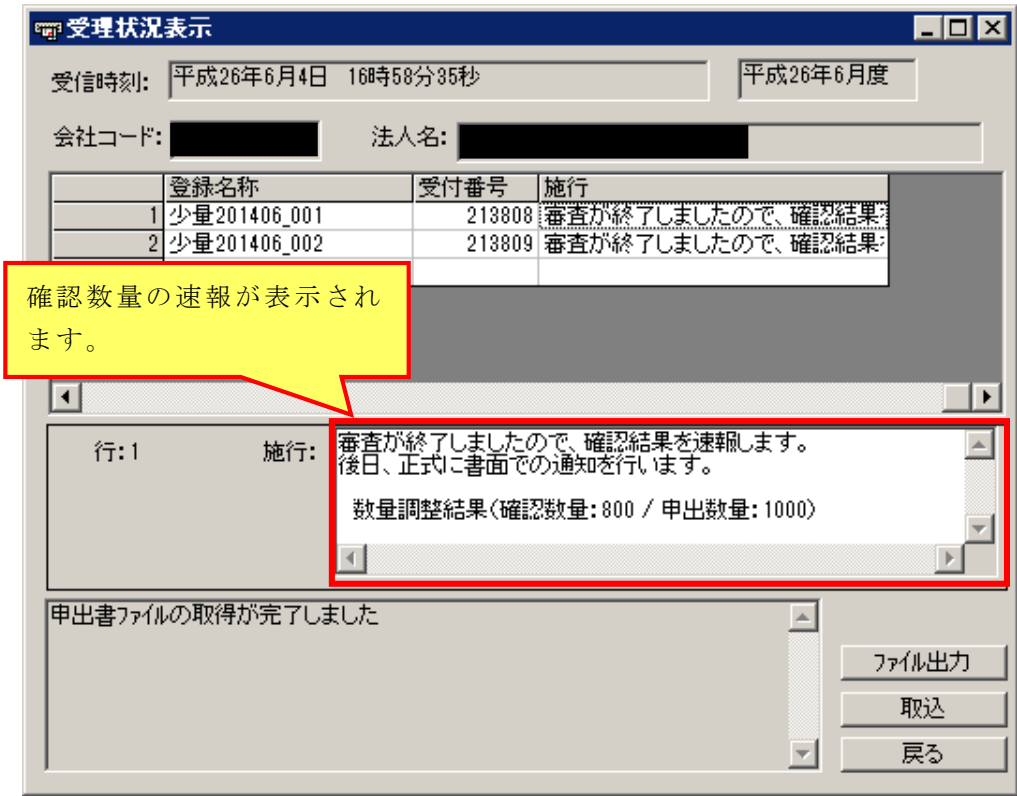 受理状況表示
受信時刻: 平成26年6月4日 16時58分35秒 平成26年6月度
会社コード: 法人名:
登録名称 受付番号 施行
1 少量201406_001 213808 審査が終了しましたので、確認結果を
2 少量201406_002 213809 審査が終了しましたので、確認結果
確認数量の速報が表示され
ます。
行:1 施行:
審査が終了しましたので、確認結果を速報します。
後日、正式に書面での通知を行います。
数量調整結果(確認数量:800 / 申出数量:1000)
申出書ファイルの取得が完了しました
ファイル出力
取込
戻る